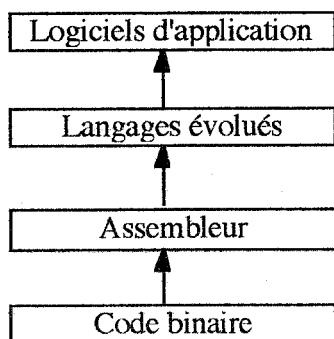 Logiciels d'application
Langages évolués
Assembleur
Code binaire